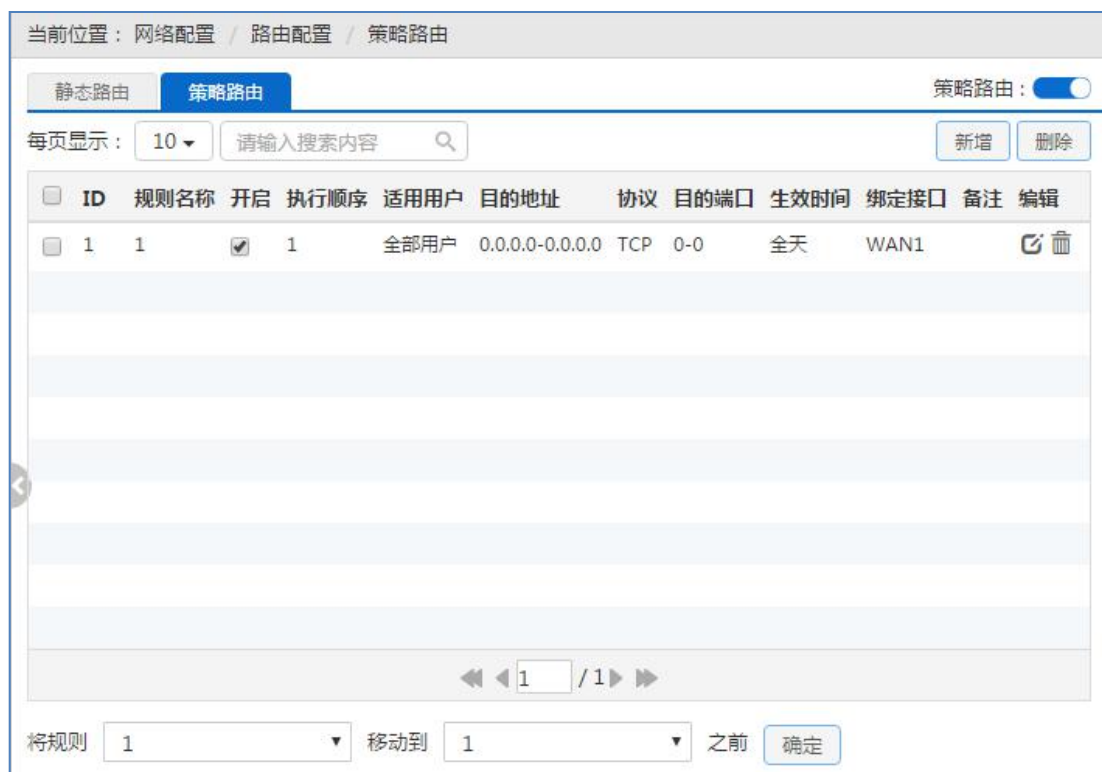 当前位置： 网络配置 / 路由配置 / 策略路由
静态路由 策略路由 策略路由：
每页显示： 10 请输入搜索内容 新增 删除
ID 规则名称 开启 执行顺序 适用用户 目的地址 协议 目的端口 生效时间 绑定接口 备注 编辑
1 1 1 全部用户 0.0.0.0-0.0.0.0 TCP 0-0 全天 WAN1
1 / 1
将规则 1 移动到 1 之前 确定